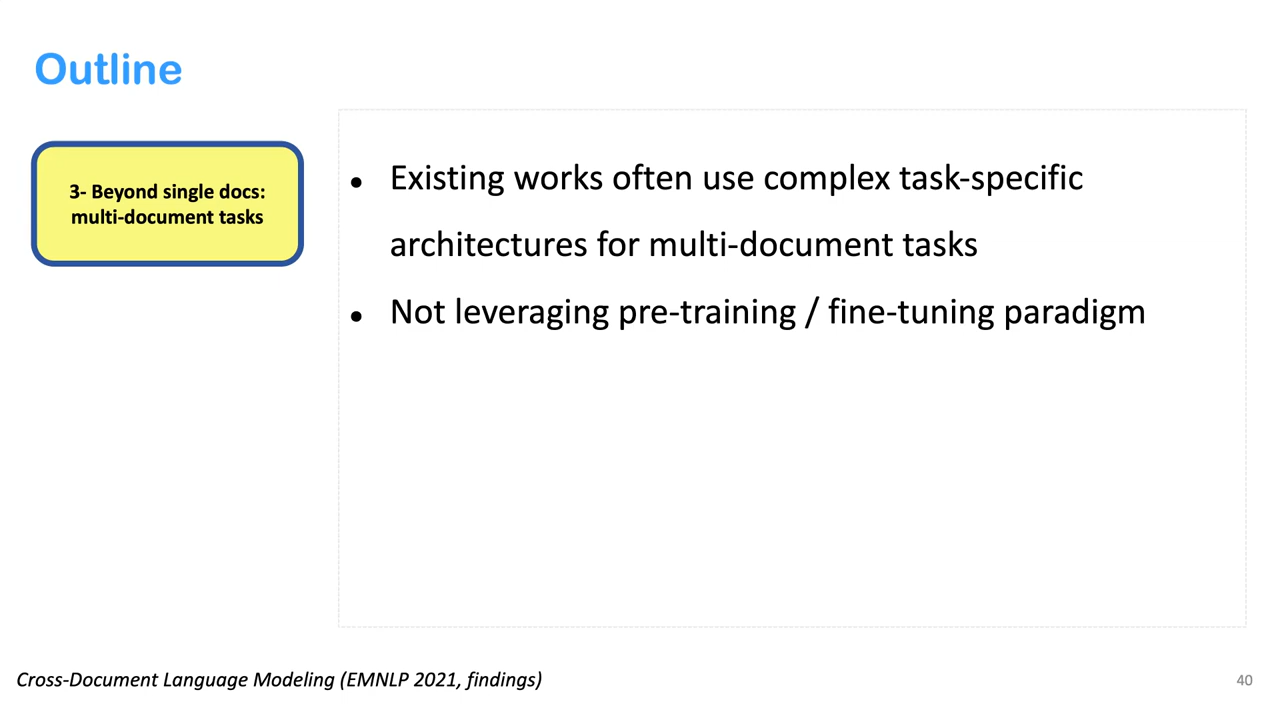 Outline
3- Beyond single docs:
multi-document tasks
• Existing works often use complex task-specific
architectures for multi-document tasks
• Not leveraging pre-training / fine-tuning paradigm
Cross-Document Language Modeling (EMNLP 2021, findings)
40